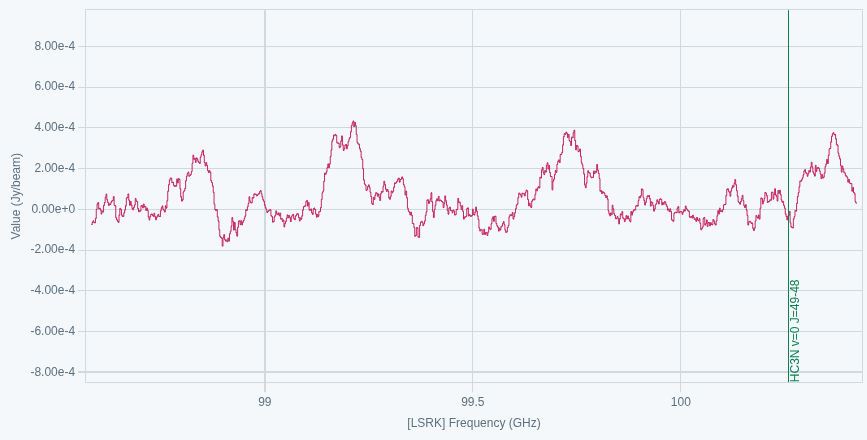 8.00e-4
6.00e-4
4.00e-4
2.00e-4
0.00e+0
-2.00e-4
-4.00e-4
-6.00e-4
-8.00e-4
Value (Jy/beam)
HC3N v=0 J=49-48
99
99.5
100
[LSRK] Frequency (GHz)